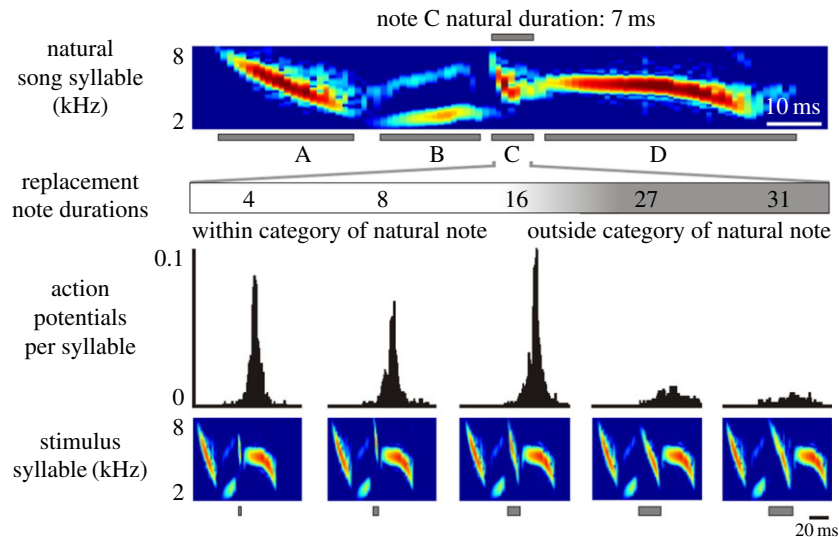 note C natural duration: 7 ms
natural
song syllable
(kHz)
8
2
10 ms
A B C D
replacement
note durations
4 8 16 27 31
within category of natural note outside category of natural note
action
potentials
per syllable
0.1
0
stimulus
syllable (kHz)
8
2
20 ms